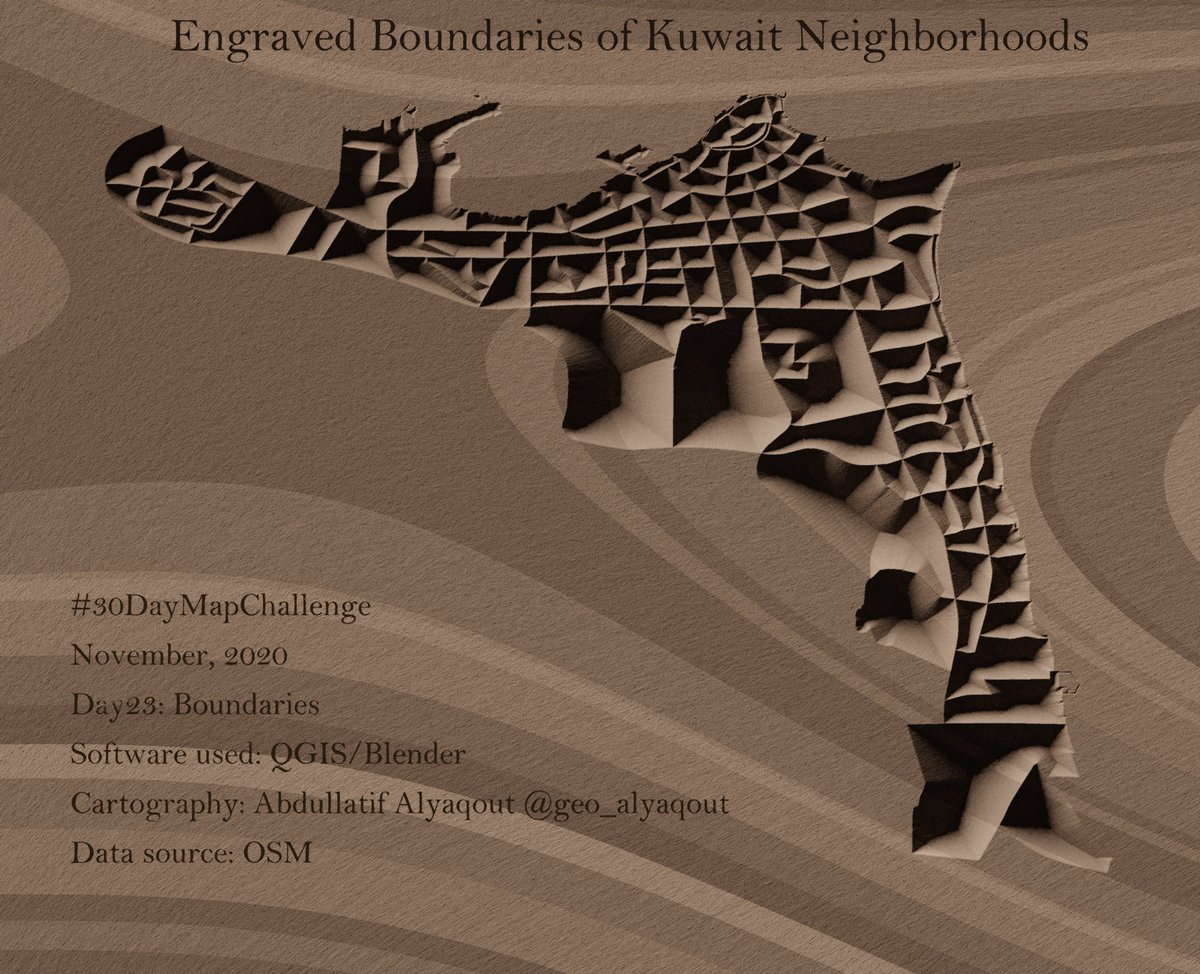 Engraved Boundaries of Kuwait Neighborhoods
#30DayMapChallenge
November, 2020
Day23: Boundaries
Software used: QGIS/Blender
Cartography: Abdullatif Alyaqout @geo_alyaqout
Data source: OSM